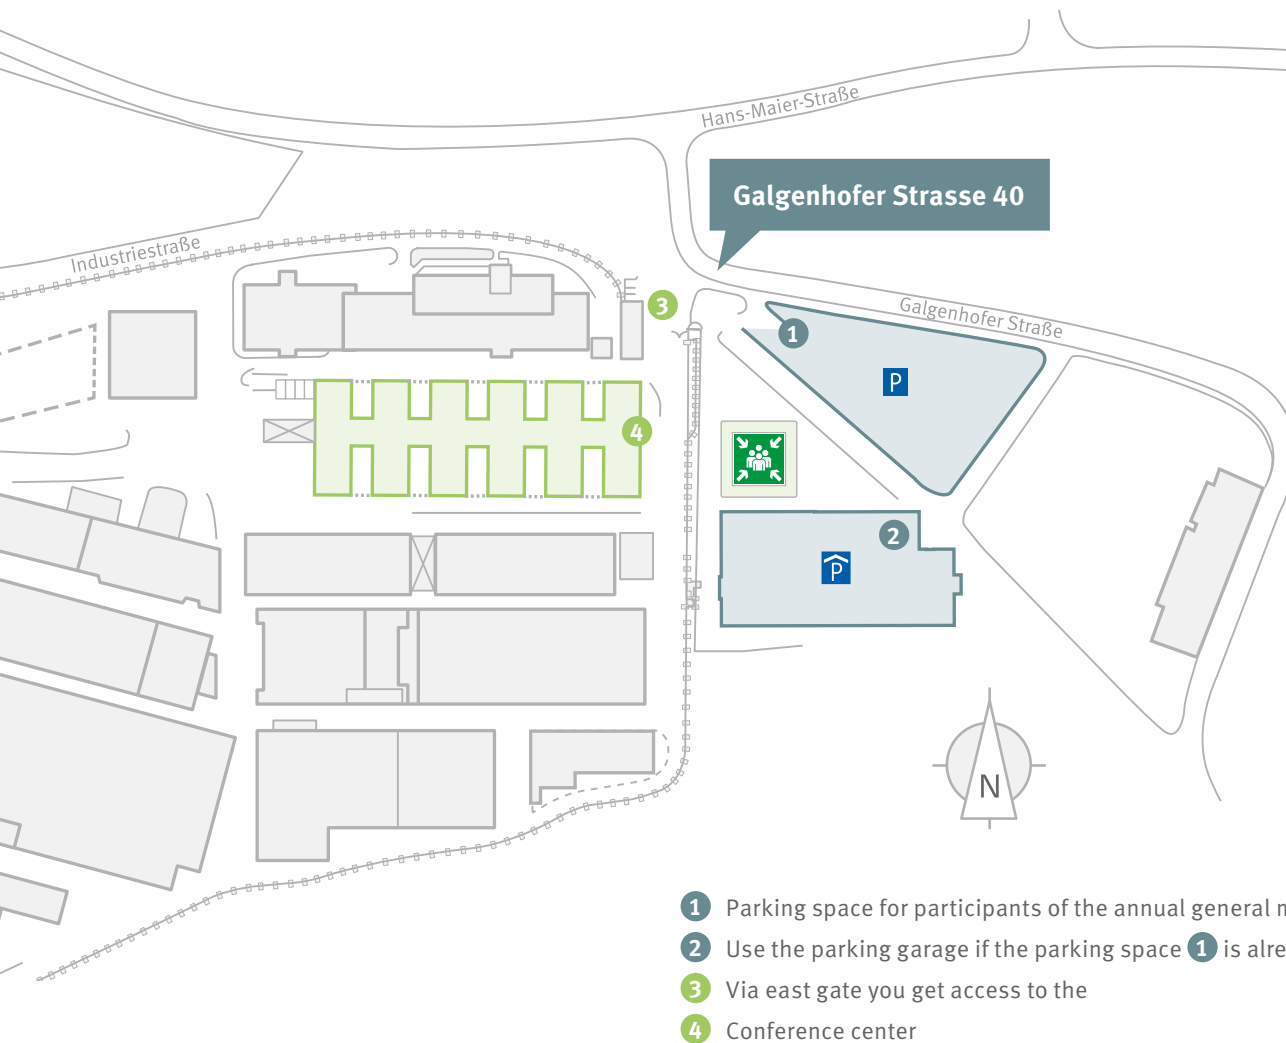 Hans-Maier-Straße
Galgenhofer Strasse 40
Industriestraße
3
Galgenhofer Straße
1
P
4
2
P
N
1 Parking space for participants of the annual general
2 Use the parking garage if the parking space 1 is
3 Via east gate you get access to the
4 Conference center